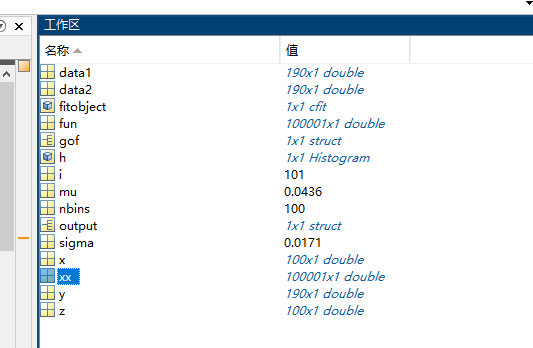 工作区
名称 值
data1 190x1 double
data2 190x1 double
fitobject 1x1 cfit
fun 100001x1 double
gof 1x1 struct
h 1x1 Histogram
i 101
mu 0.0436
nbins 100
output 1x1 struct
sigma 0.0171
x 100x1 double
xx 100001x1 double
y 190x1 double
z 100x1 double